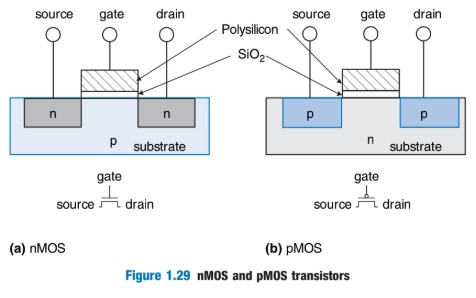 source gate drain
source gate drain
Polysilicon
SiO₂
n
n
p
substrate
p
p
n
substrate
gate
source drain
gate
source drain
(a) nMOS
(b) pMOS
Figure 1.29 nMOS and pMOS transistors